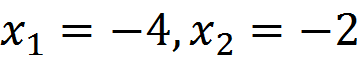 x₁ = −4, x₂ = −2